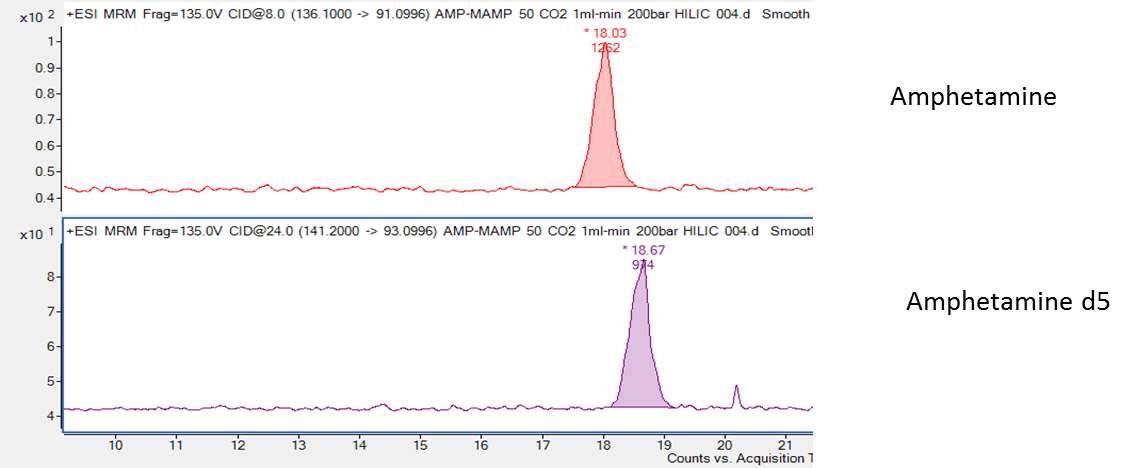 x10 2
+ESI MRM Frag=135.0V CID@8.0 (136.1000 -> 91.0996) AMP-MAMP 50 CO2 1ml-min 200bar HILIC 004.d Smooth
* 18.03
1262
1
0.9
0.8
0.7
0.6
0.5
0.4
Amphetamine
x10 1
+ESI MRM Frag=135.0V CID@24.0 (141.2000 -> 93.0996) AMP-MAMP 50 CO2 1ml-min 200bar HILIC 004.d Smooth
* 18.67
974
8
7
6
5
4
Amphetamine d5
10 11 12 13 14 15 16 17 18 19 20 21
Counts vs. Acquisition T